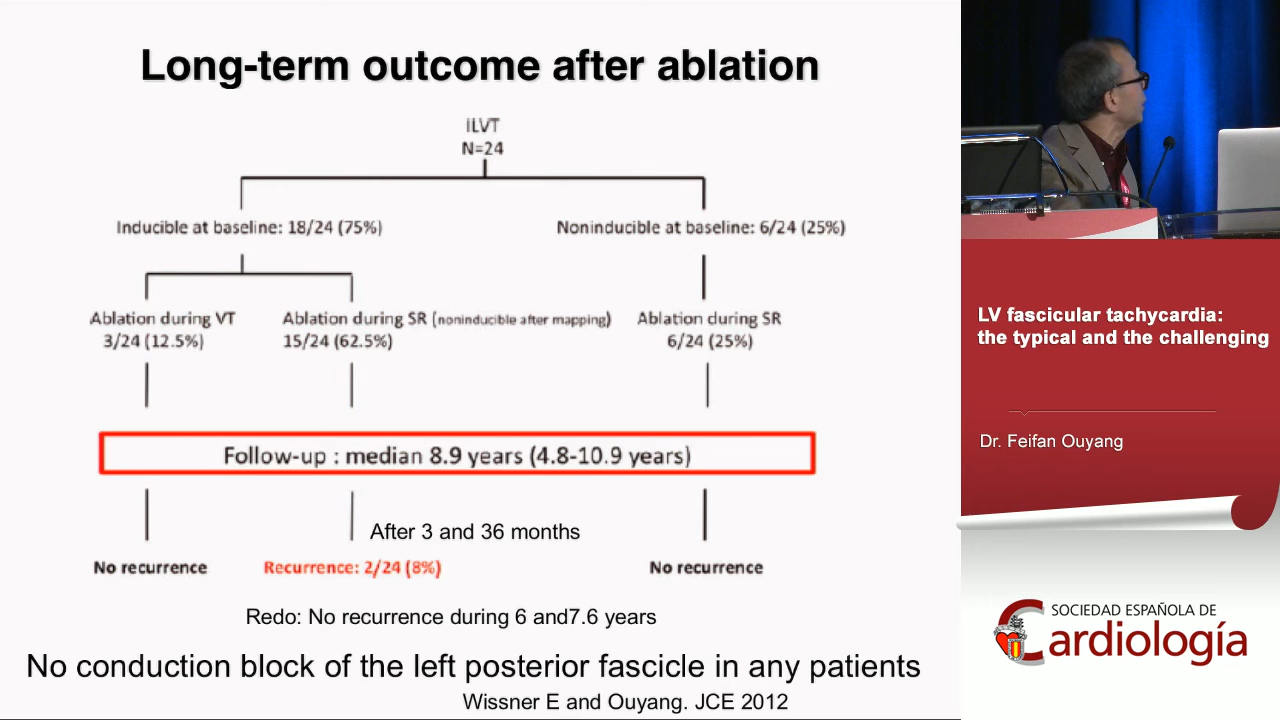 Long-term outcome after ablation
ILVT
N=24
Inducible at baseline: 18/24 (75%)
Noninducible at baseline: 6/24 (25%)
Ablation during VT
3/24 (12.5%)
Ablation during SR (noninducible after mapping)
15/24 (62.5%)
Ablation during SR
6/24 (25%)
Follow-up : median 8.9 years (4.8-10.9 years)
After 3 and 36 months
No recurrence
Recurrence: 2/24 (8%)
No recurrence
Redo: No recurrence during 6 and7.6 years
No conduction block of the left posterior fascicle in any patients
Wissner E and Ouyang. JCE 2012
LV fascicular tachycardia:
the typical and the challenging
Dr. Feifan Ouyang
SOCIEDAD ESPAÑOLA DE
Cardiología